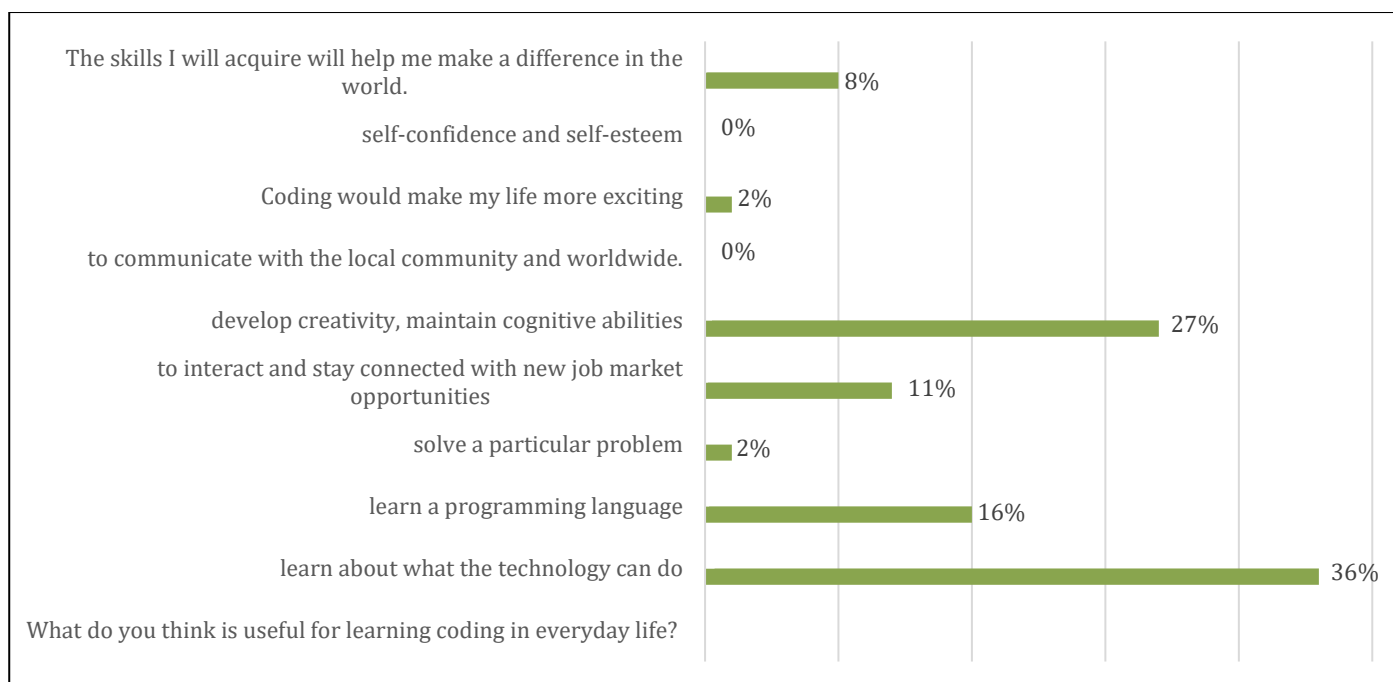 The skills I will acquire will help me make a difference in the
world.
8%
self-confidence and self-esteem
0%
Coding would make my life more exciting
2%
to communicate with the local community and worldwide.
0%
develop creativity, maintain cognitive abilities
27%
to interact and stay connected with new job market
opportunities
11%
solve a particular problem
2%
learn a programming language
16%
learn about what the technology can do
36%
What do you think is useful for learning coding in everyday life?